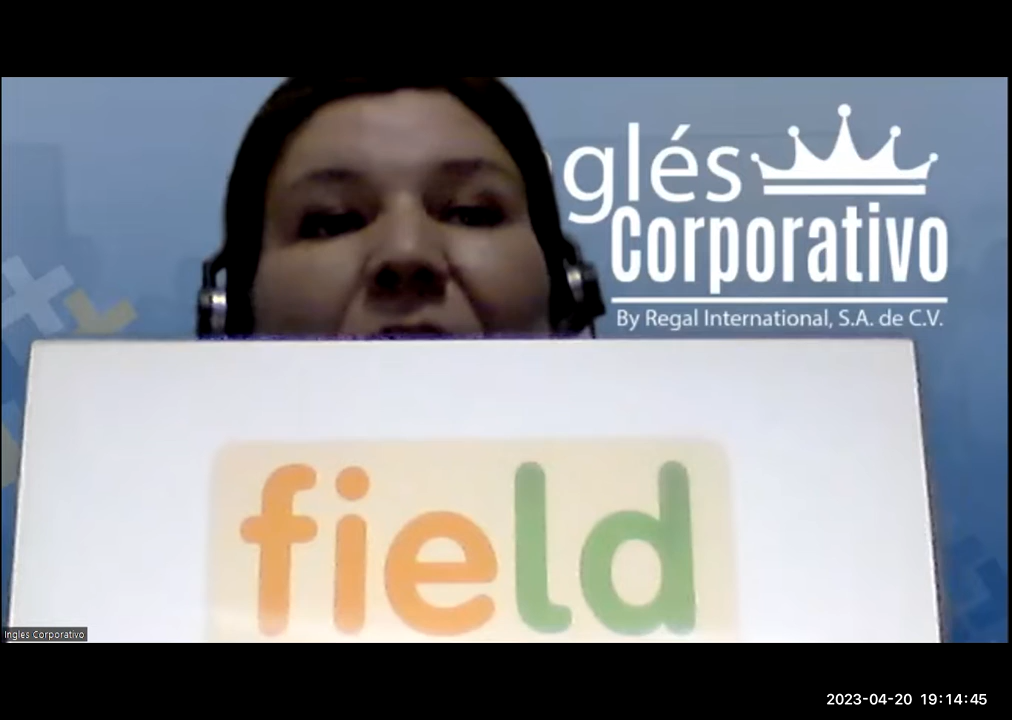 glés
Corporativo
By Regal International, S.A. de C.V.
field
Ingles Corporativo
2023-04-20 19:14:45